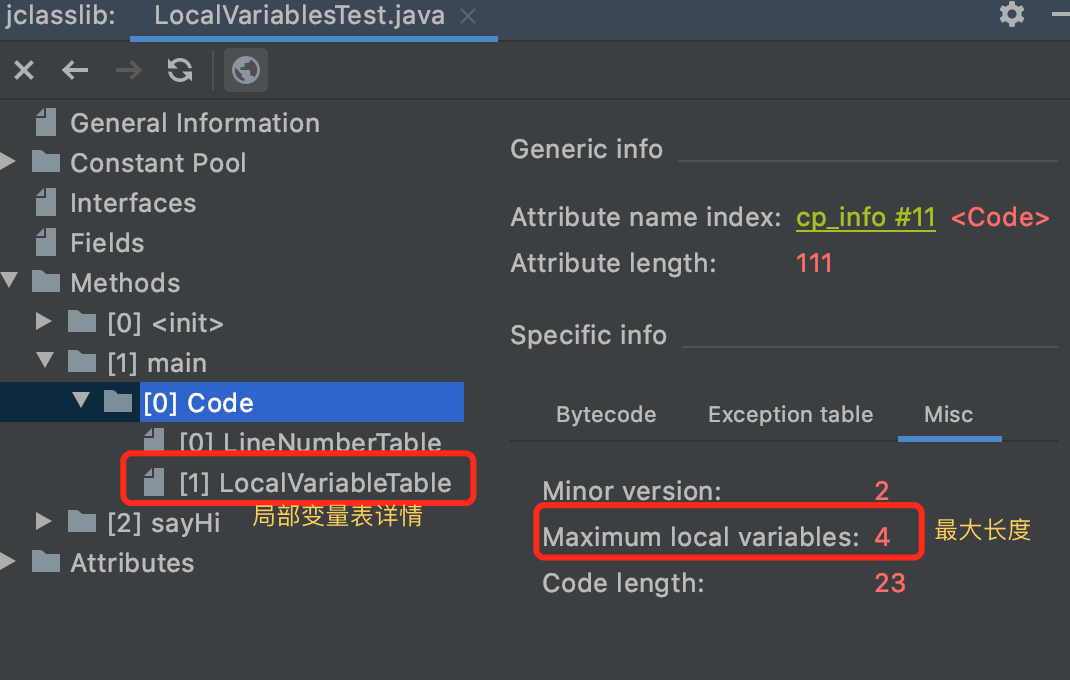 jclasslib: LocalVariablesTest.java
General Information
Constant Pool
Interfaces
Fields
Methods
[0] <init>
[1] main
[0] Code
[0] LineNumberTable
[1] LocalVariableTable
局部变量表详情
[2] sayHi
Attributes
Generic info
Attribute name index: cp_info #11 <Code>
Attribute length: 111
Specific info
Bytecode Exception table Misc
Minor version: 2
Maximum local variables: 4 最大长度
Code length: 23